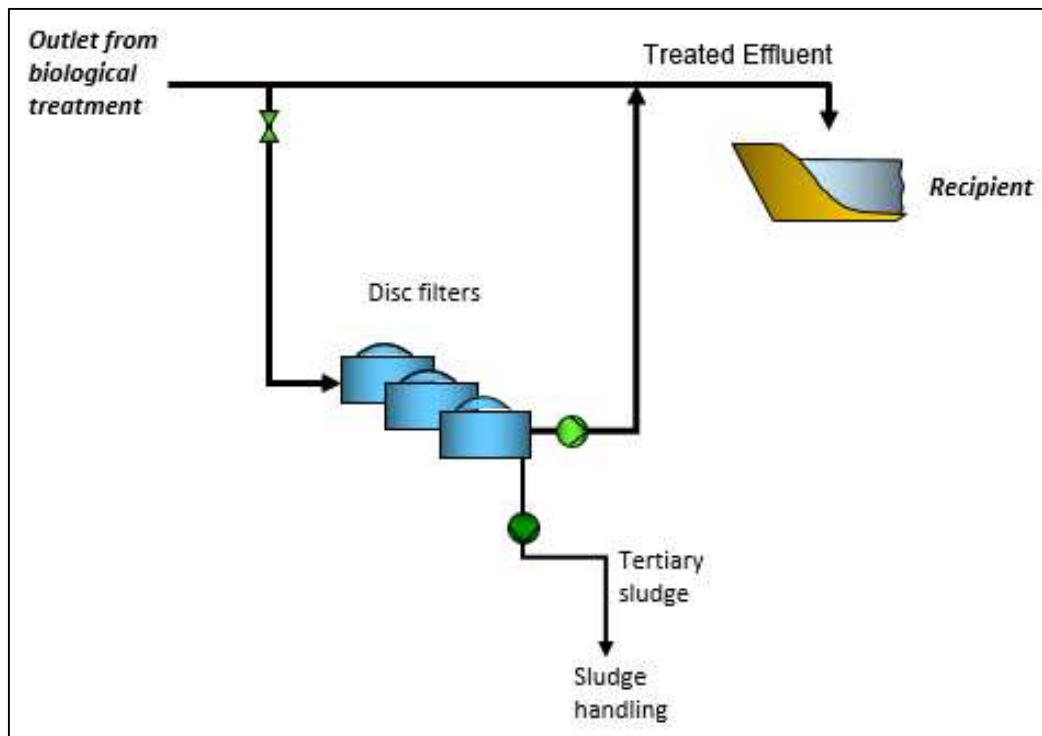 Outlet from
biological
treatment
Treated Effluent
Recipient
Disc filters
Tertiary
sludge
Sludge
handling